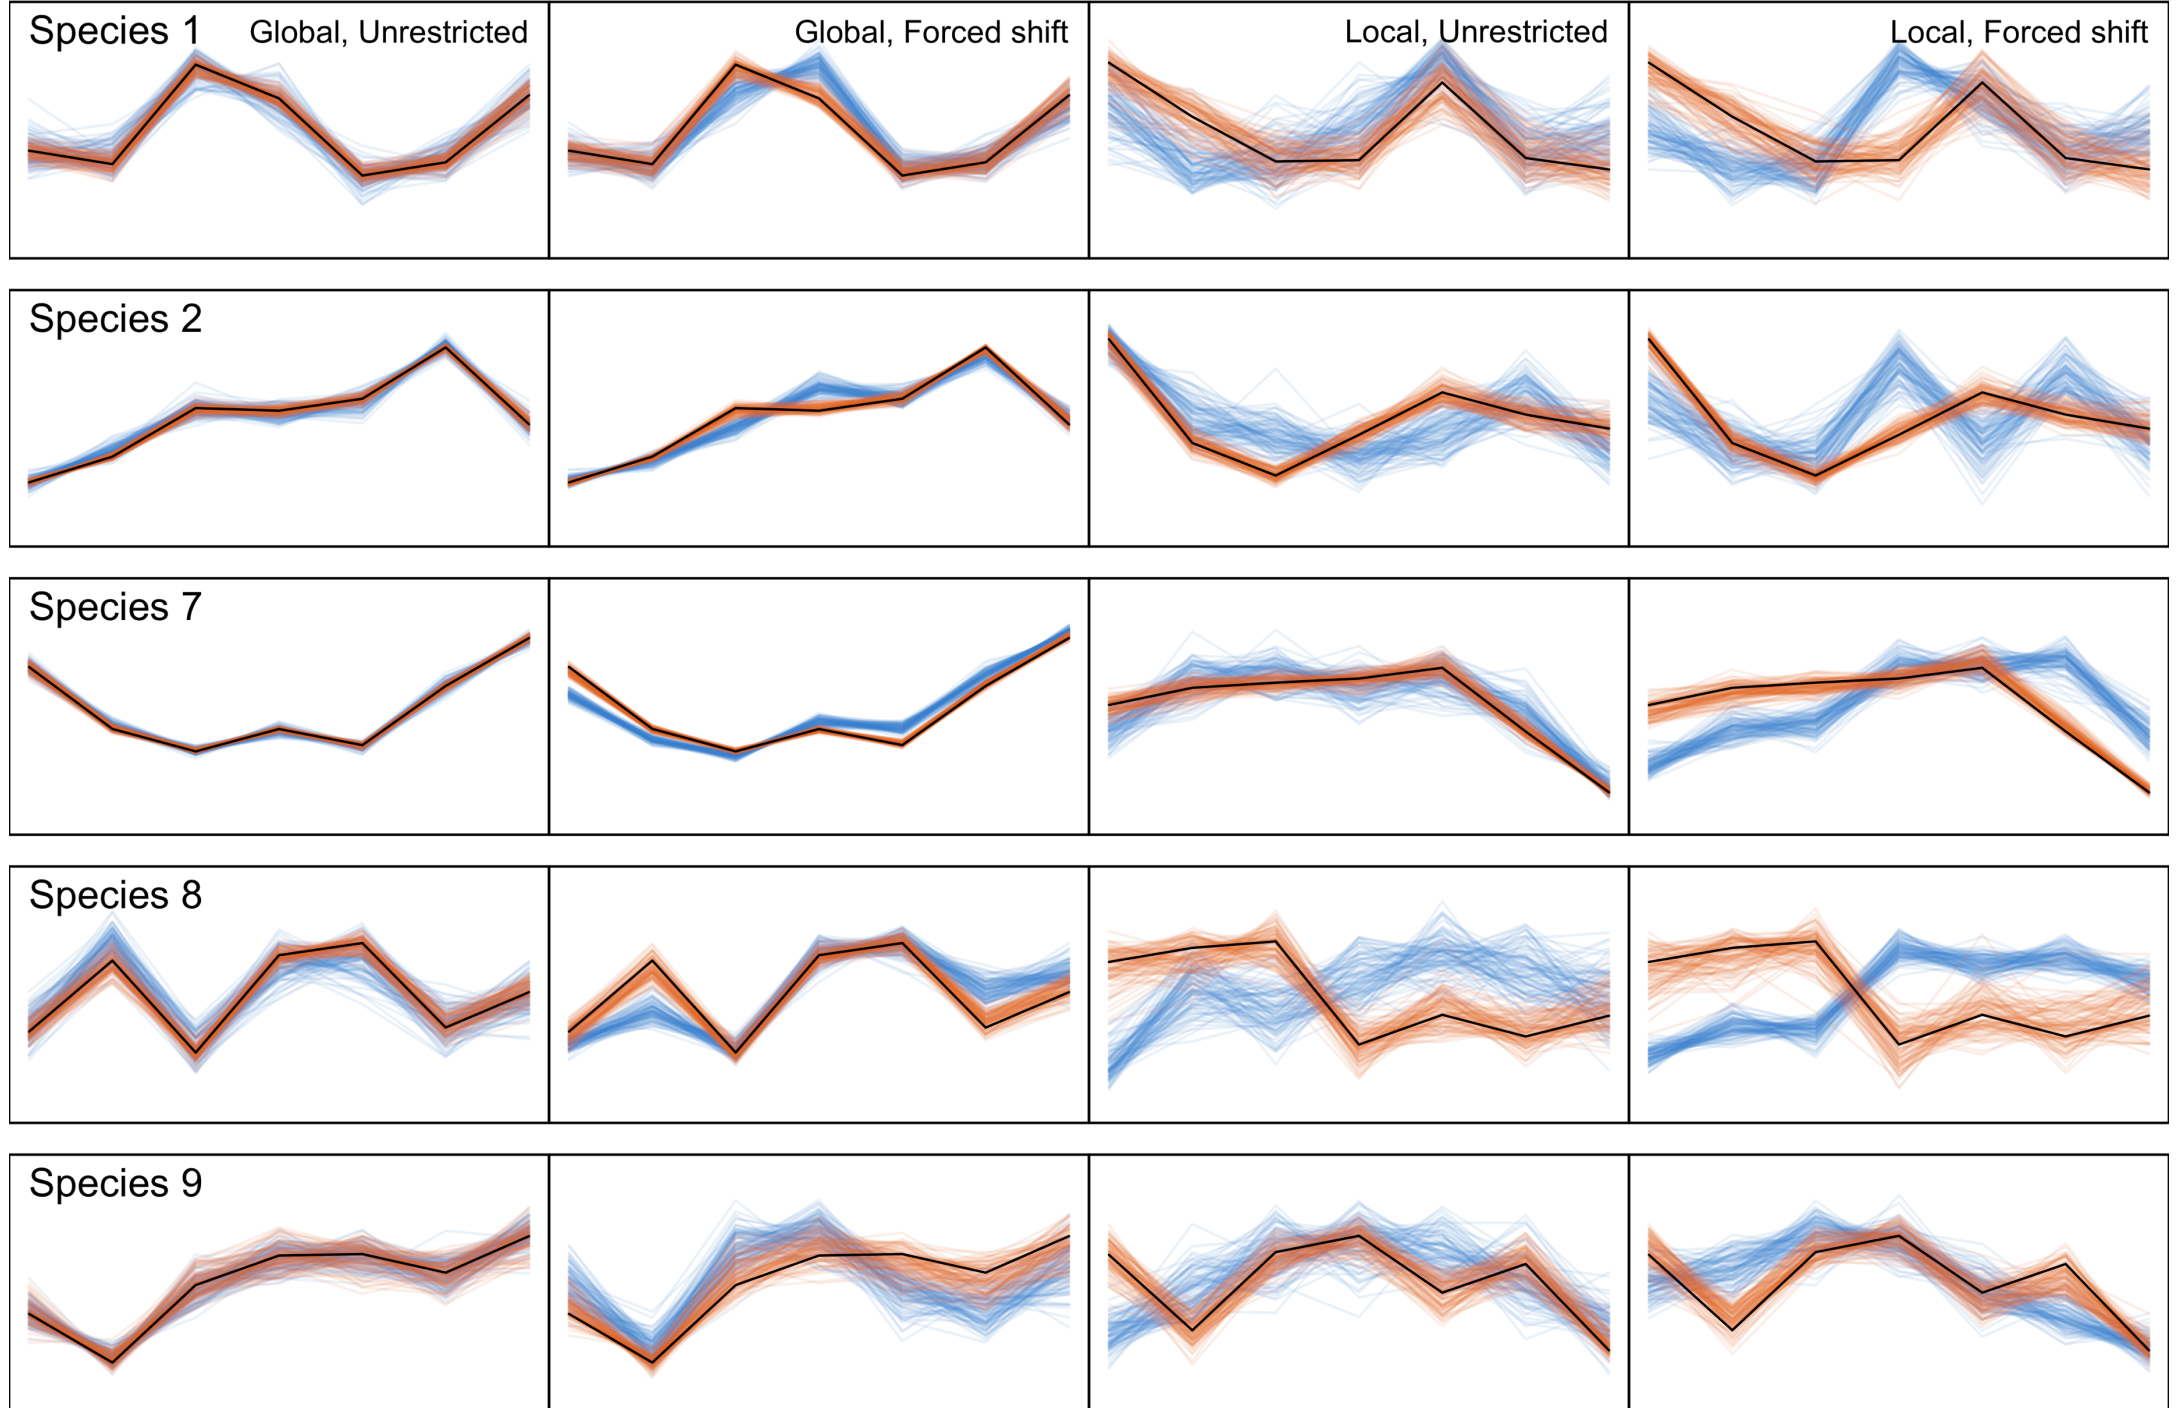 Species 1
Global, Unrestricted
Global, Forced shift
Local, Unrestricted
Local, Forced shift
Species 2
Species 7
Species 8
Species 9